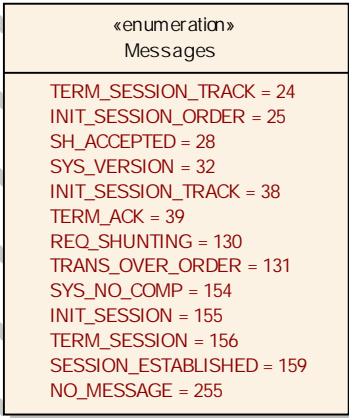 «enumeration»
Messages
TERM_SESSION_TRACK = 24
INIT_SESSION_ORDER = 25
SH_ACCEPTED = 28
SYS_VERSION = 32
INIT_SESSION_TRACK = 38
TERM_ACK = 39
REQ_SHUNTING = 130
TRANS_OVER_ORDER = 131
SYS_NO_COMP = 154
INIT_SESSION = 155
TERM_SESSION = 156
SESSION_ESTABLISHED = 159
NO_MESSAGE = 255